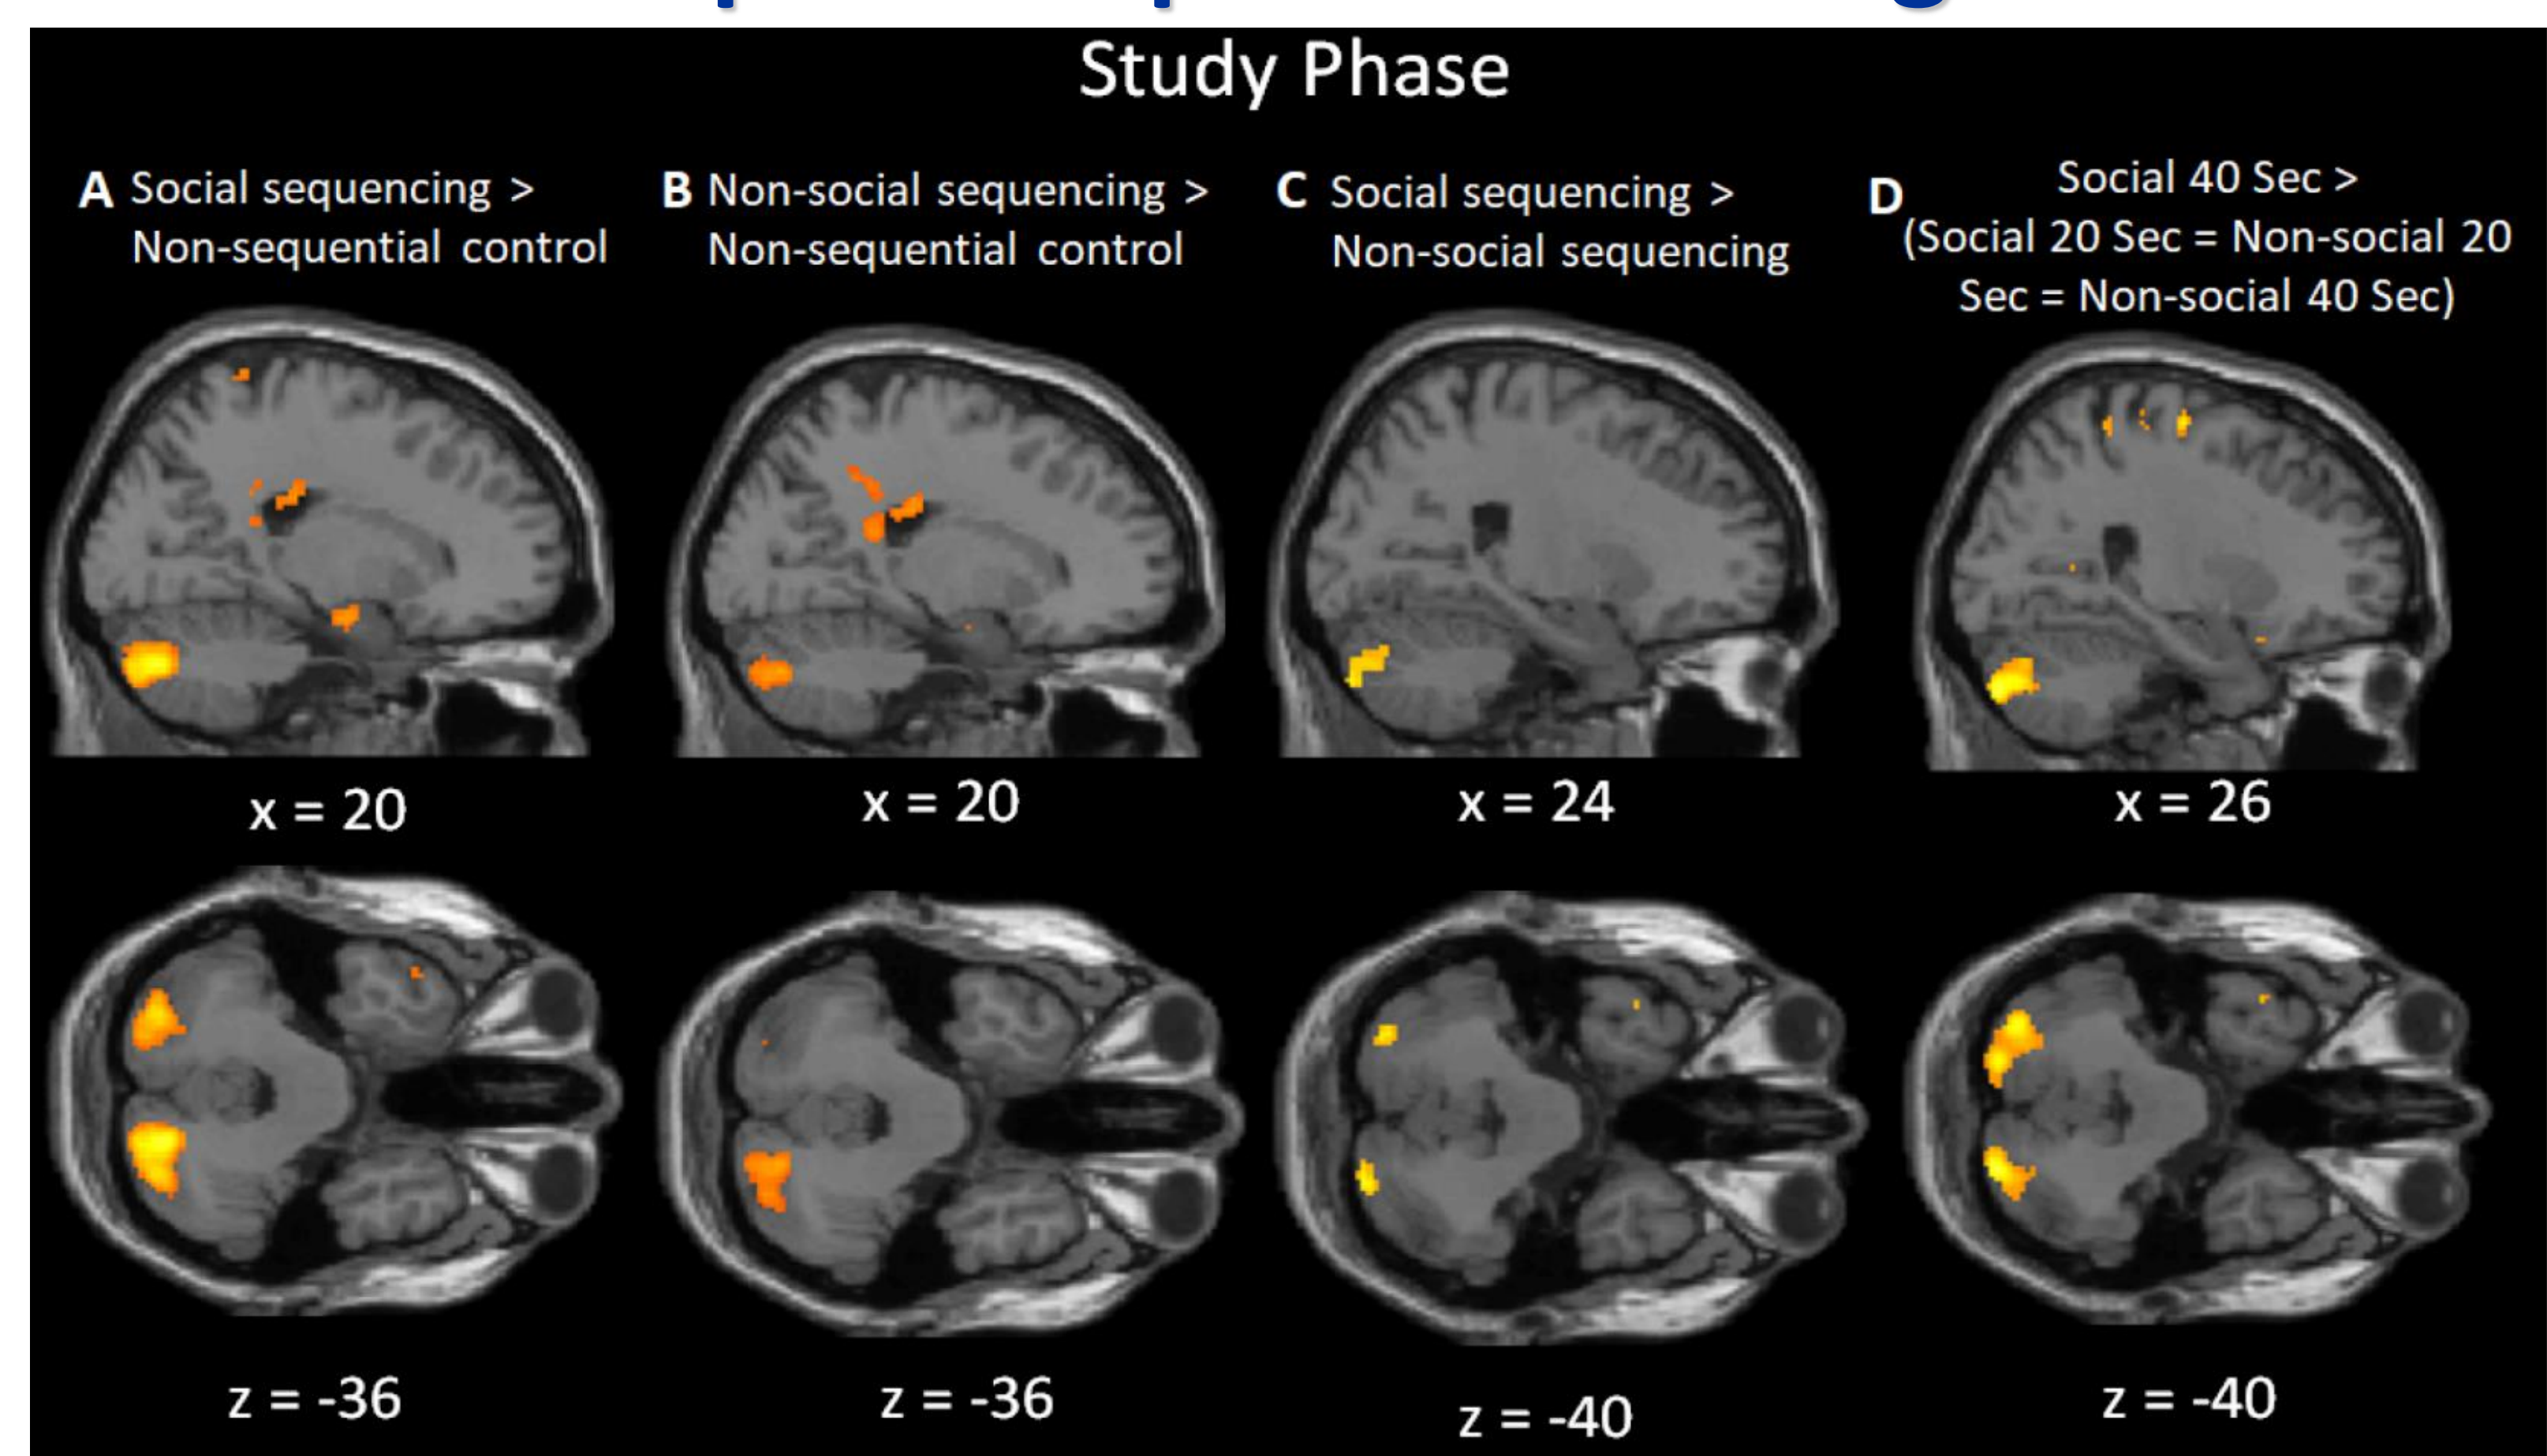 Study Phase
A Social sequencing >
Non-sequential control
B Non-social sequencing >
Non-sequential control
C Social sequencing >
Non-social sequencing
D Social 40 Sec >
(Social 20 Sec = Non-social 20
Sec = Non-social 40 Sec)
x = 20
x = 20
x = 24
x = 26
z = -36
z = -36
z = -40
z = -40